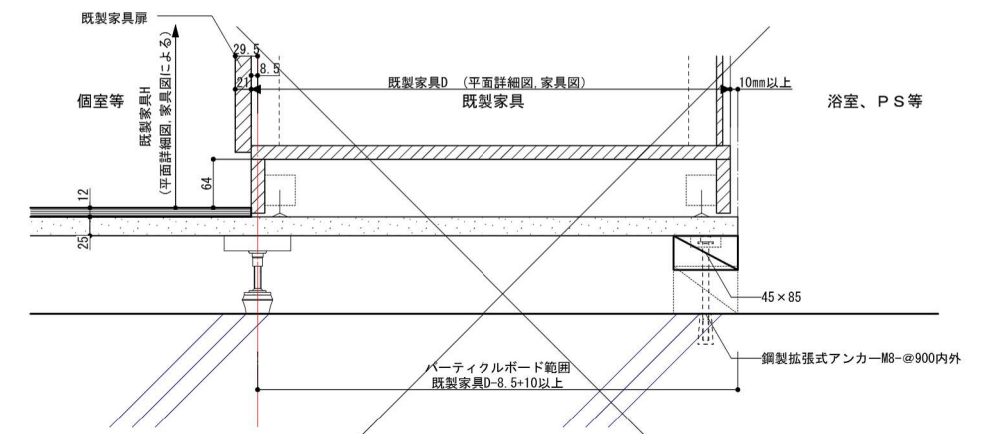 既製家具扉
29.5
8.5
21
既製家具D （平面詳細図,家具図）
既製家具
10mm以上
個室等
浴室、ＰＳ等
既製家具H
(平面詳細図,家具図による)
64
12
25
45×85
鋼製拡張式アンカーM8-@900内外
パーティクルボード範囲
既製家具D-8.5+10以上